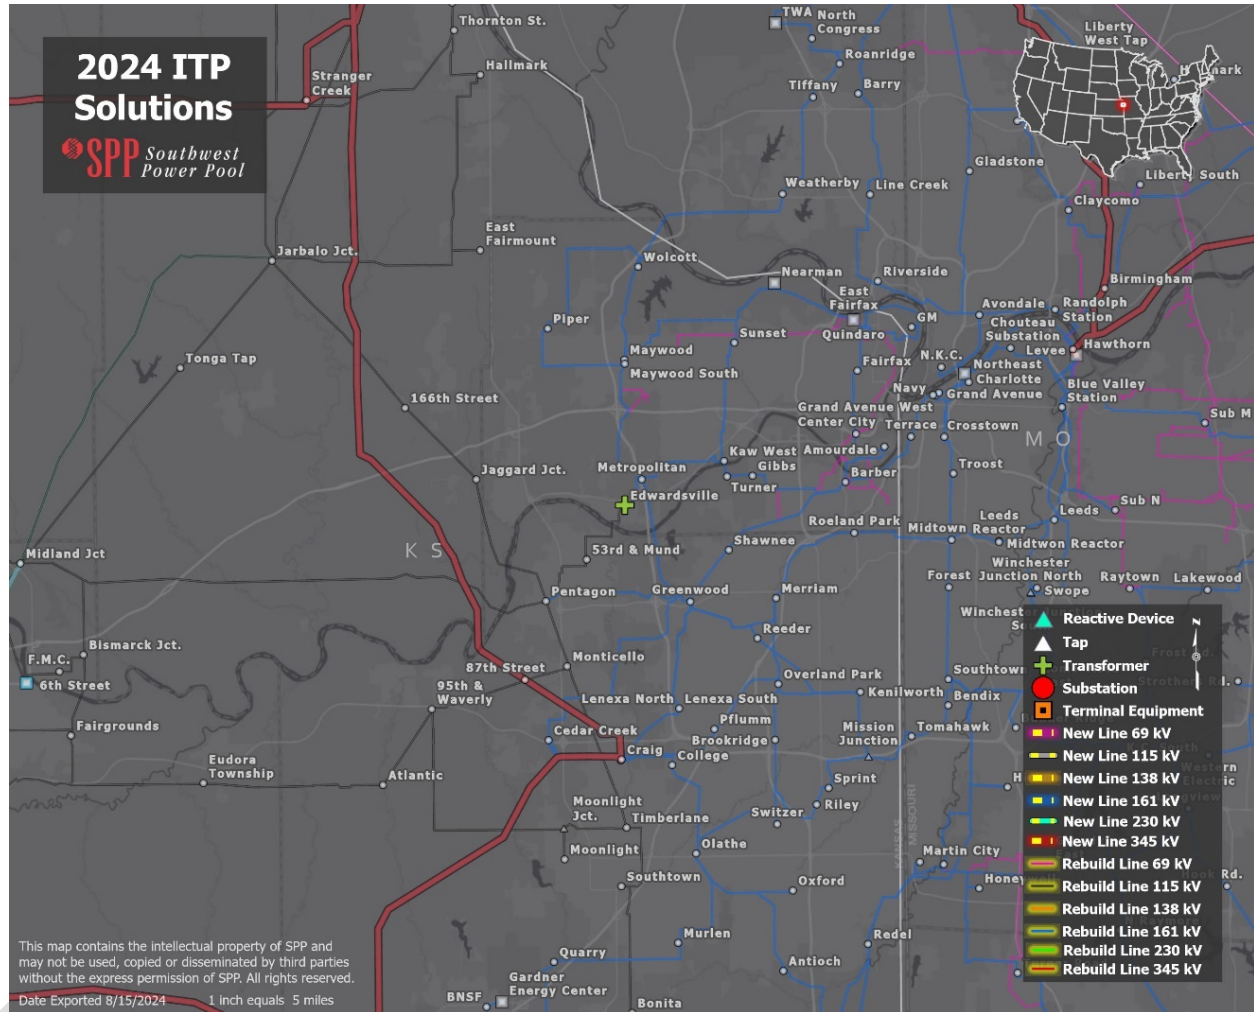 2024 ITP
Solutions
SPP Southwest
Power Pool
Thornton St.
Hallmark
Stranger
Creek
TWA
North
Congress
Roanridge
Tiffany
Barry
Liberty
West Tap
Gladstone
Liberty South
Claycomo
Weatherby
Line Creek
East
Fairmount
Jarbalo Jct.
Wolcott
Nearman
Riverside
Birmingham
East
Fairfax
GM
Avondale
Randolph
Station
Chouteau
Substation
Piper
Sunset
Quindaro
Levee
Hawthorn
Maywood
Maywood South
Fairfax
N.K.C.
Northeast
Charlotte
Tonga Tap
Navy
Grand Avenue
Blue Valley
Station
166th Street
Grand Avenue West
Center City
Terrace
Crosstown
Sub M
M O
Amourdale
Kaw West
Gibbs
Turner
Barber
Troost
Jaggard Jct.
Metropolitan
Edwardsville
Sub N
Leeds
Leeds
Reactor
Roeland Park
Midtown
Midtwon Reactor
Shawnee
53rd & Mund
K S
Midland Jct
Winchester
Junction North
Raytown
Lakewood
Swope
Pentagon
Greenwood
Merriam
Forest
Reeder
Bismarck Jct.
F.M.C.
6th Street
Monticello
87th Street
95th &
Waverly
Overland Park
Southtown
Kenilworth
Bendix
Lenexa North
Lenexa South
Pflumm
Brookridge
Mission
Junction
Tomahawk
Fairgrounds
Cedar Creek
Craig
College
Eudora
Township
Atlantic
Sprint
Riley
Switzer
Moonlight
Jct.
Timberlane
Moonlight
Olathe
KANSAS
MISSOURI
Martin City
Southtown
Oxford
Murlen
Redel
Quarry
Antioch
Gardner
Energy Center
BNSF
Bonita
Reactive Device
N
Tap
Transformer
Substation
Terminal Equipment
New Line 69 kV
New Line 115 kV
New Line 138 kV
New Line 161 kV
New Line 230 kV
New Line 345 kV
Rebuild Line 69 kV
Rebuild Line 115 kV
Rebuild Line 138 kV
Rebuild Line 161 kV
Rebuild Line 230 kV
Rebuild Line 345 kV
This map contains the intellectual property of SPP and
may not be used, copied or disseminated by third parties
without the express permission of SPP. All rights reserved.
Date Exported 8/15/2024 1 inch equals 5 miles